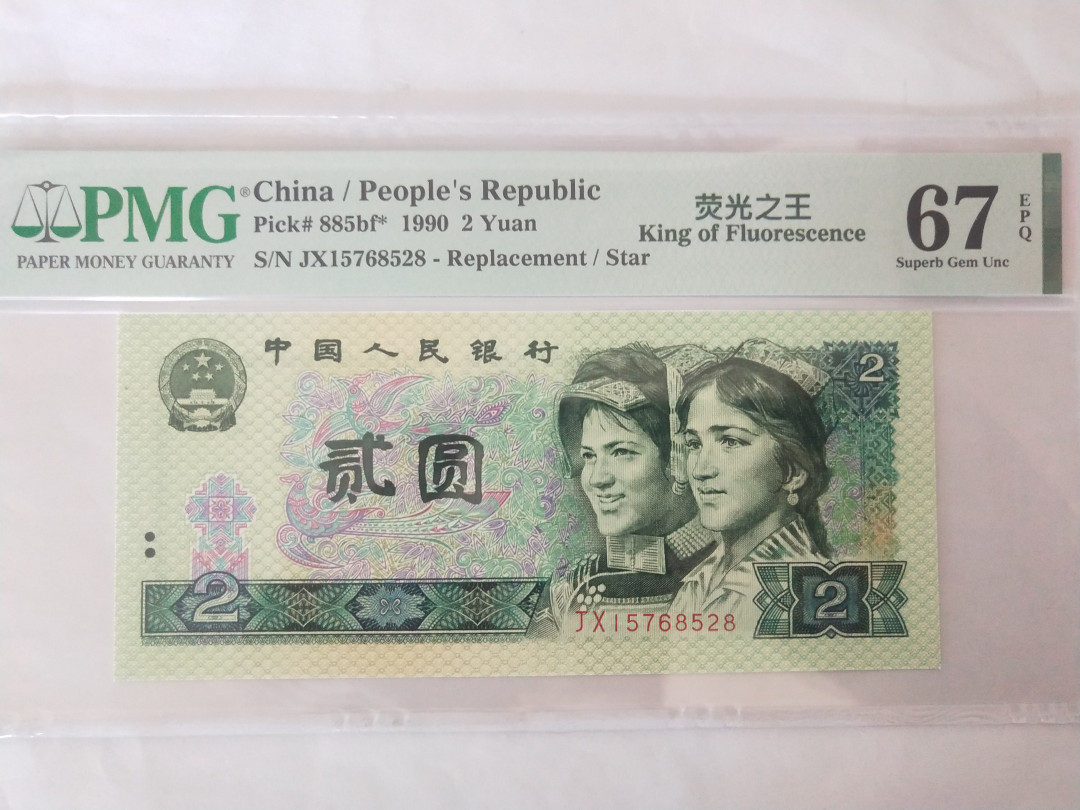 PMG®
PAPER MONEY GUARANTY
China / People's Republic
Pick# 885bf* 1990 2 Yuan
S/N JX15768528 - Replacement / Star
荧光之王
King of Fluorescence
67
EPQ
Superb Gem Unc
中国人民银行
2
贰圆
2
2
JX15768528